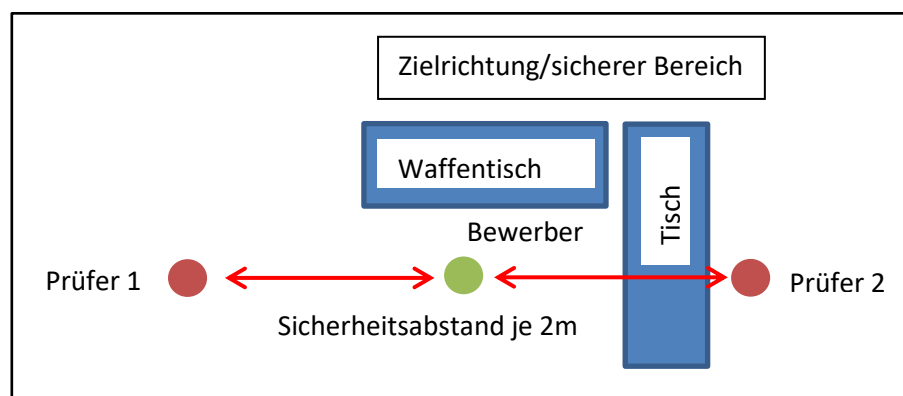 Zielrichtung/sicherer Bereich
Waffentisch
Tisch
Bewerber
Prüfer 1
Prüfer 2
Sicherheitsabstand je 2m